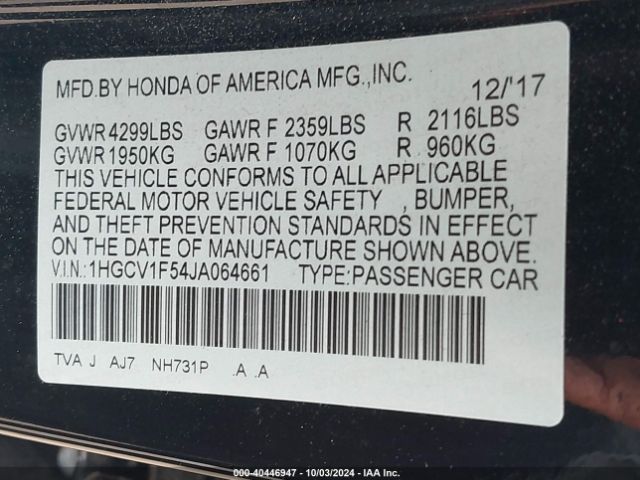 MFD.BY HONDA OF AMERICA MFG.,INC. 12/'17
GVWR 4299LBS GAWR F 2359LBS R 2116LBS
GVWR 1950KG GAWR F 1070KG R 960KG
THIS VEHICLE CONFORMS TO ALL APPLICABLE
FEDERAL MOTOR VEHICLE SAFETY , BUMPER,
AND THEFT PREVENTION STANDARDS IN EFFECT
ON THE DATE OF MANUFACTURE SHOWN ABOVE.
V.I.N.:1HGCV1F54JA064661 TYPE:PASSENGER CAR
TVA J AJ7 NH731P .A .A
000-40446947 - 10/03/2024 - IAA Inc.